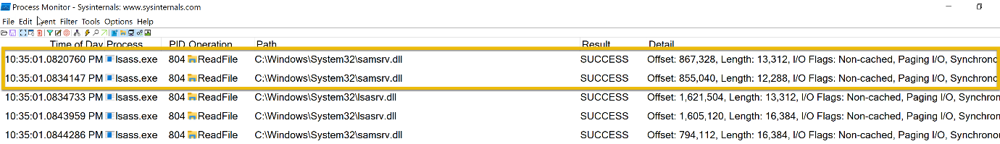 Process Monitor - Sysinternals: www.sysinternals.com
File Edit Event Filter Tools Options Help
Time of Day Process PID Operation Path Result Detail
10:35:01.0820760 PM lsass.exe 804 ReadFile C:\Windows\System32\samsrv.dll SUCCESS Offset: 867,328, Length: 13,312, I/O Flags: Non-cached, Paging I/O, Synchrono
10:35:01.0834147 PM lsass.exe 804 ReadFile C:\Windows\System32\samsrv.dll SUCCESS Offset: 855,040, Length: 12,288, I/O Flags: Non-cached, Paging I/O, Synchrono
10:35:01.0834733 PM lsass.exe 804 ReadFile C:\Windows\System32\lsasrv.dll SUCCESS Offset: 1,621,504, Length: 13,312, I/O Flags: Non-cached, Paging I/O, Synchro
10:35:01.0843959 PM lsass.exe 804 ReadFile C:\Windows\System32\lsasrv.dll SUCCESS Offset: 1,605,120, Length: 16,384, I/O Flags: Non-cached, Paging I/O, Synchro
10:35:01.0844286 PM lsass.exe 804 ReadFile C:\Windows\System32\samsrv.dll SUCCESS Offset: 794,112, Length: 16,384, I/O Flags: Non-cached, Paging I/O, Synchrono